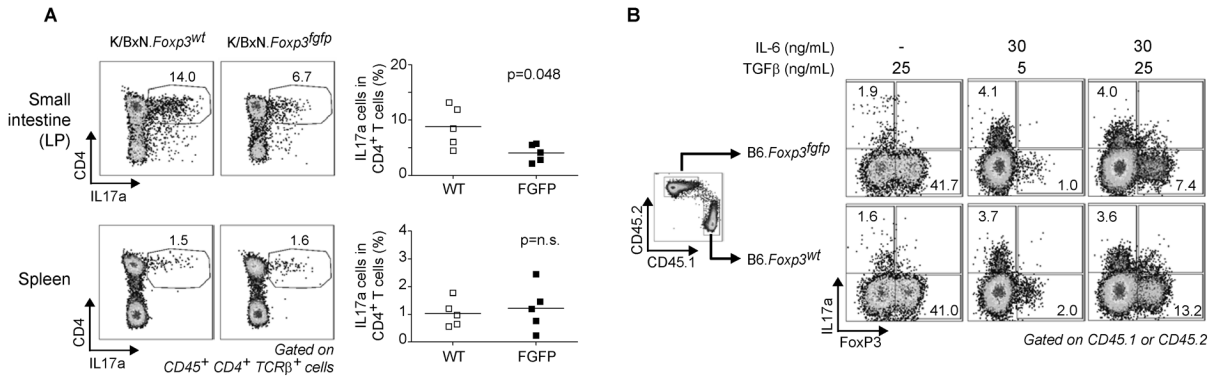 A
K/BxN.Foxp3wt
K/BxN.Foxp3fgfp
Small
intestine
(LP)
CD4
IL17a
14.0
6.7
IL17a cells in
CD4+ T cells (%)
20
10
0
p=0.048
WT
FGFP
Spleen
CD4
IL17a
1.5
1.6
Gated on
CD45+ CD4+ TCRβ+ cells
IL17a cells in
CD4+ T cells (%)
4
3
2
1
0
p=n.s.
WT
FGFP
B
IL-6 (ng/mL) - 30 30
TGFβ (ng/mL) 25 5 25
CD45.2
CD45.1
B6.Foxp3fgfp
B6.Foxp3wt
1.9 4.1 4.0
41.7 1.0 7.4
1.6 3.7 3.6
41.0 2.0 13.2
IL17a
FoxP3
Gated on CD45.1 or CD45.2